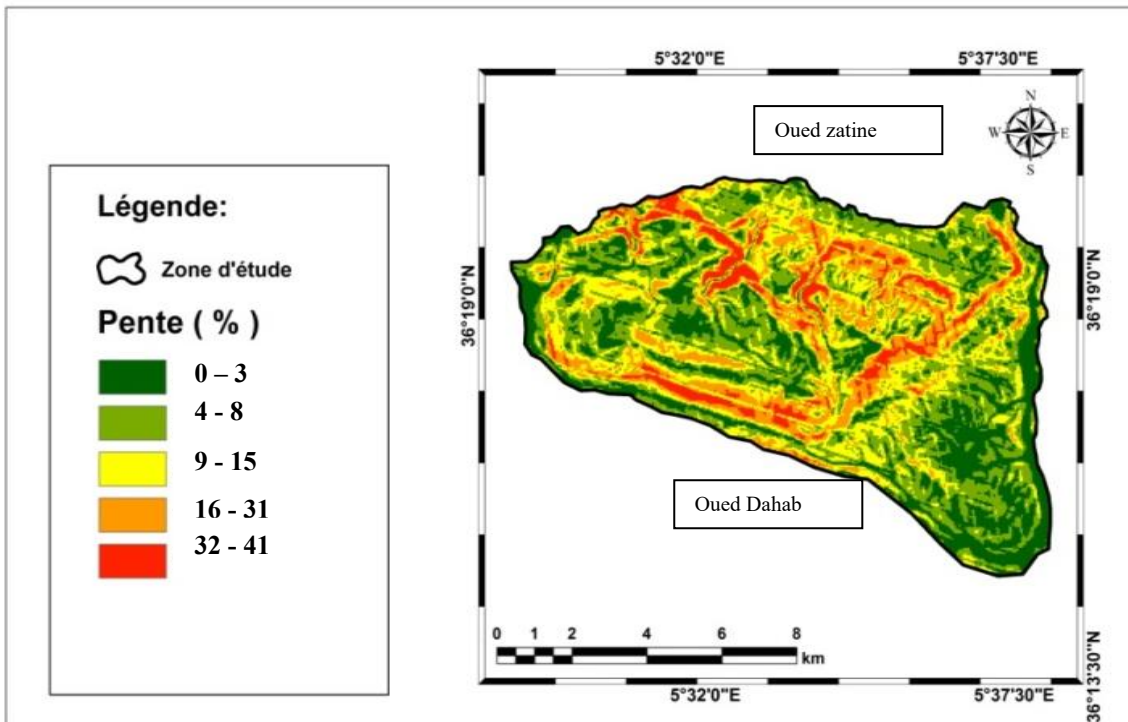 5°32'0"E
5°37'30"E
Oued zatine
N
W
E
S
Légende:
Zone d'étude
Pente ( % )
0 – 3
4 - 8
9 - 15
16 - 31
32 - 41
36°19'0"N
36°19'0"N
Oued Dahab
0 1 2 4 6 8
km
36°13'30"N
5°32'0"E
5°37'30"E